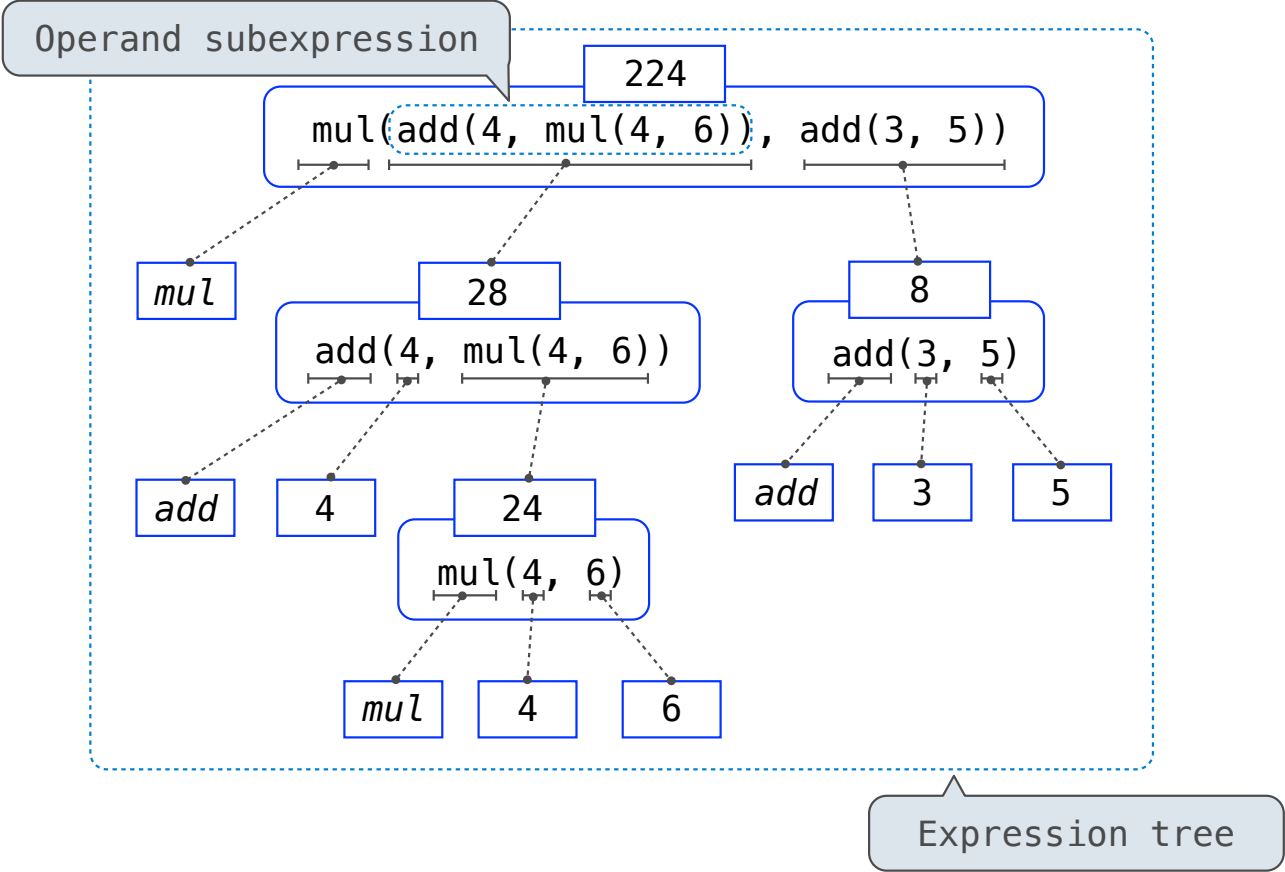 Operand subexpression
224
mul(add(4, mul(4, 6)), add(3, 5))
mul
28
8
add(4, mul(4, 6))
add(3, 5)
add
4
24
add
3
5
mul(4, 6)
mul
4
6
Expression tree